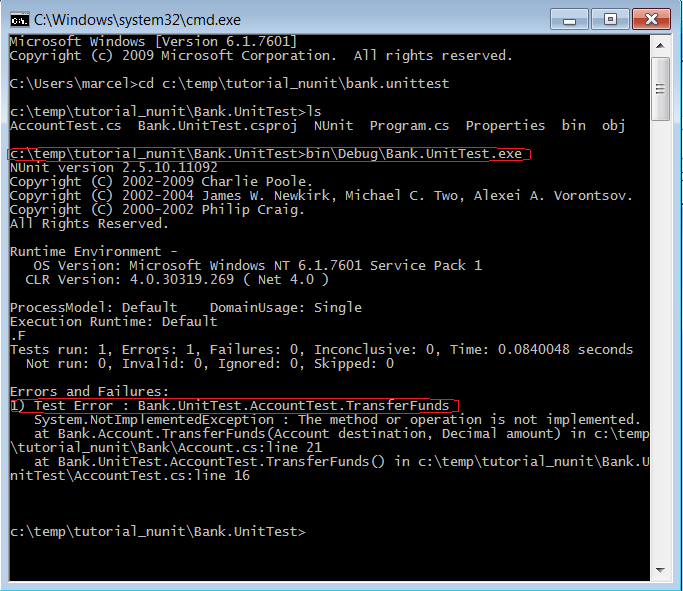 C:\Windows\system32\cmd.exe
Microsoft Windows [Version 6.1.7601]
Copyright (c) 2009 Microsoft Corporation.  All rights reserved.
C:\Users\marcel>cd c:\temp\tutorial_nunit\bank.unittest
c:\temp\tutorial_nunit\Bank.UnitTest>ls
AccountTest.cs  Bank.UnitTest.csproj  NUnit  Program.cs  Properties  bin  obj
c:\temp\tutorial_nunit\Bank.UnitTest>bin\Debug\Bank.UnitTest.exe
NUnit version 2.5.10.11092
Copyright (C) 2002-2009 Charlie Poole.
Copyright (C) 2002-2004 James W. Newkirk, Michael C. Two, Alexei A. Vorontsov.
Copyright (C) 2000-2002 Philip Craig.
All Rights Reserved.
Runtime Environment -
   OS Version: Microsoft Windows NT 6.1.7601 Service Pack 1
  CLR Version: 4.0.30319.269 ( Net 4.0 )
ProcessModel: Default    DomainUsage: Single
Execution Runtime: Default
.F
Tests run: 1, Errors: 1, Failures: 0, Inconclusive: 0, Time: 0.0840048 seconds
  Not run: 0, Invalid: 0, Ignored: 0, Skipped: 0
Errors and Failures:
1) Test Error : Bank.UnitTest.AccountTest.TransferFunds
   System.NotImplementedException : The method or operation is not implemented.
   at Bank.Account.TransferFunds(Account destination, Decimal amount) in c:\temp
\tutorial_nunit\Bank\Account.cs:line 21
   at Bank.UnitTest.AccountTest.TransferFunds() in c:\temp\tutorial_nunit\Bank.U
nitTest\AccountTest.cs:line 16
c:\temp\tutorial_nunit\Bank.UnitTest>